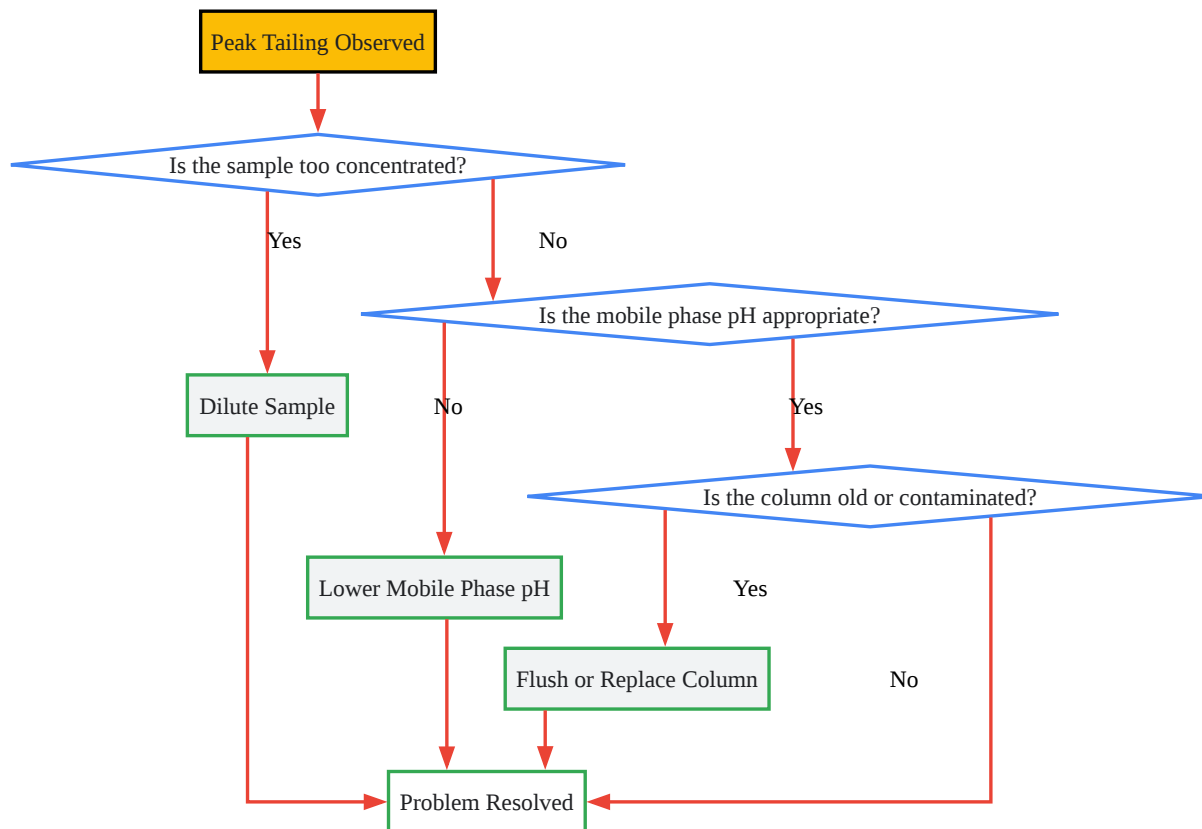 Peak Tailing Observed
Is the sample too concentrated?
Yes
No
Is the mobile phase pH appropriate?
Dilute Sample
No
Yes
Is the column old or contaminated?
Lower Mobile Phase pH
Yes
Flush or Replace Column
No
Problem Resolved